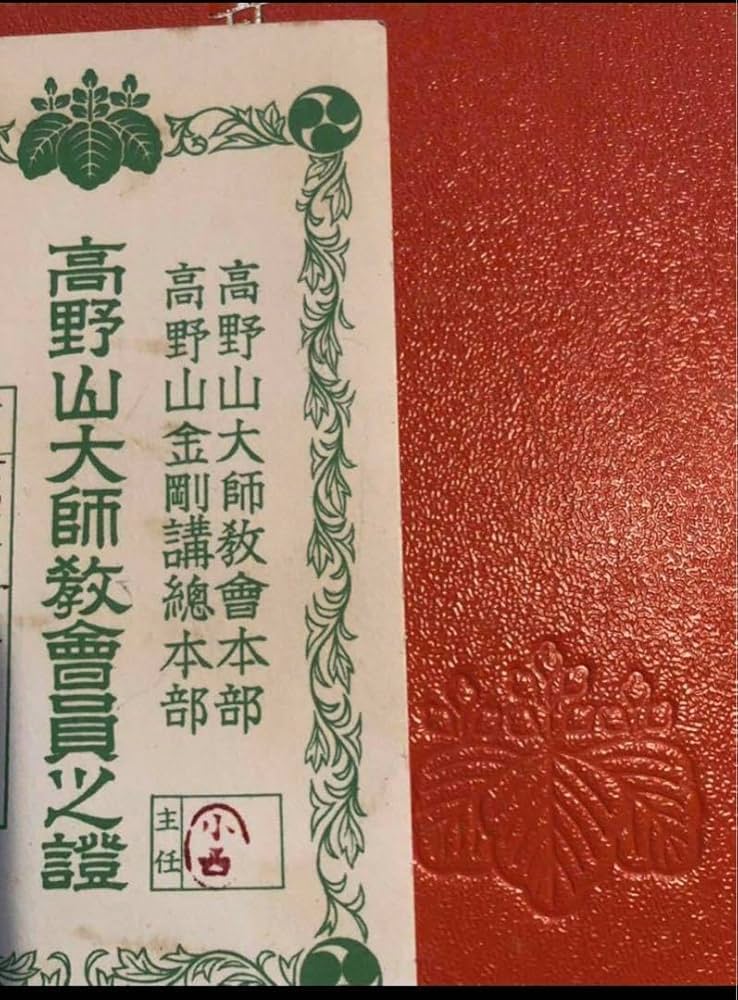 高野山大師教會本部
高野山金剛講總本部
主任
小西
高野山大師教會員之證